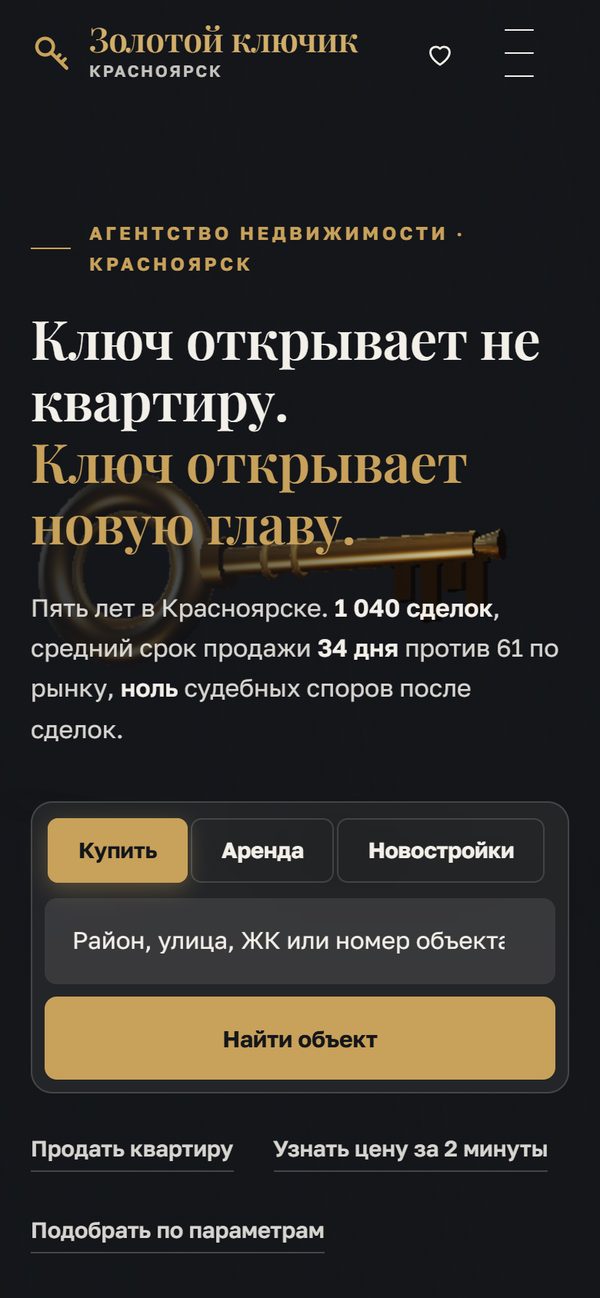 Золотой ключик
КРАСНОЯРСК
АГЕНТСТВО НЕДВИЖИМОСТИ ·
КРАСНОЯРСК
Ключ открывает не
квартиру.
Ключ открывает
новую главу.
Пять лет в Красноярске. 1 040 сделок,
средний срок продажи 34 дня против 61 по
рынку, ноль судебных споров после
сделок.
Купить Аренда Новостройки
Район, улица, ЖК или номер объекта
Найти объект
Продать квартиру Узнать цену за 2 минуты
Подобрать по параметрам